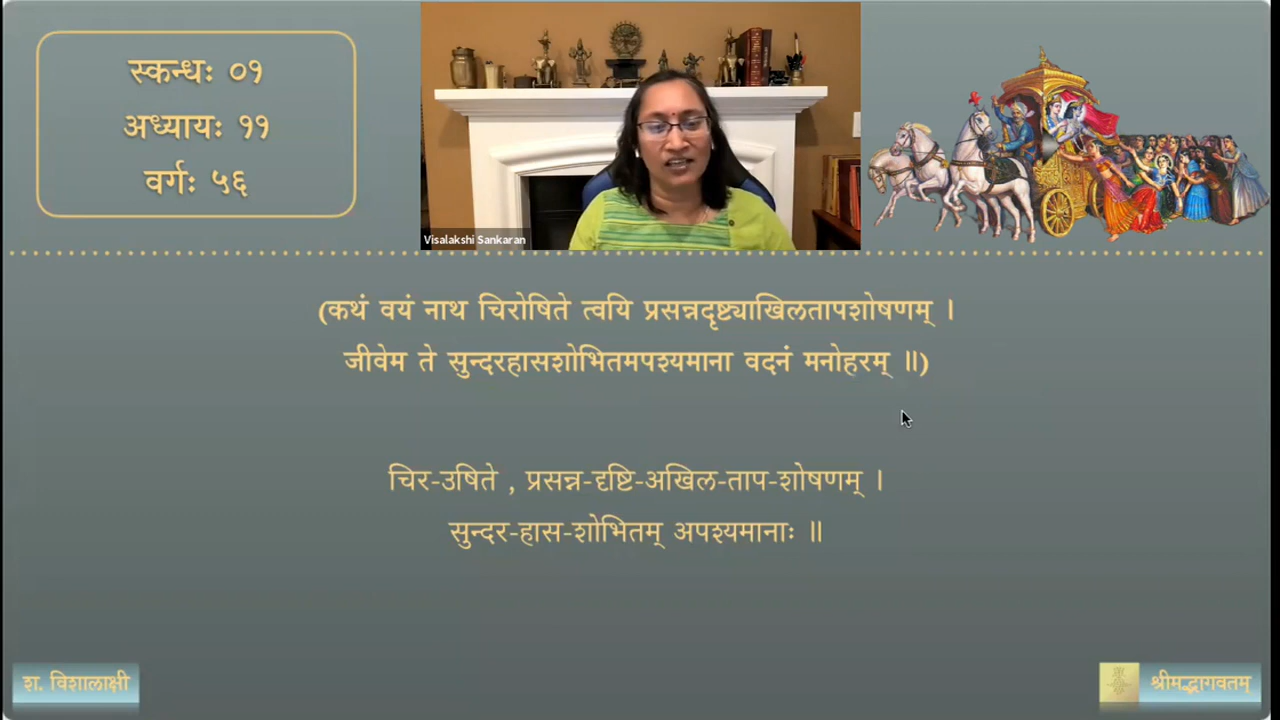 स्कन्धः ०१
अध्यायः ११
वर्गः ५६
Visalakshi Sankaran
(कथं वयं नाथ चिरोषिते त्वयि प्रसन्नदृष्ट्याखिलतापशोषणम् ।
जीवेम ते सुन्दरहासशोभितमपश्यमाना वदनं मनोहरम् ॥)
चिर-उषिते , प्रसन्न-दृष्टि-अखिल-ताप-शोषणम् ।
सुन्दर-हास-शोभितम् अपश्यमानाः ॥
श. विशालाक्षी
श्रीमद्भागवतम्